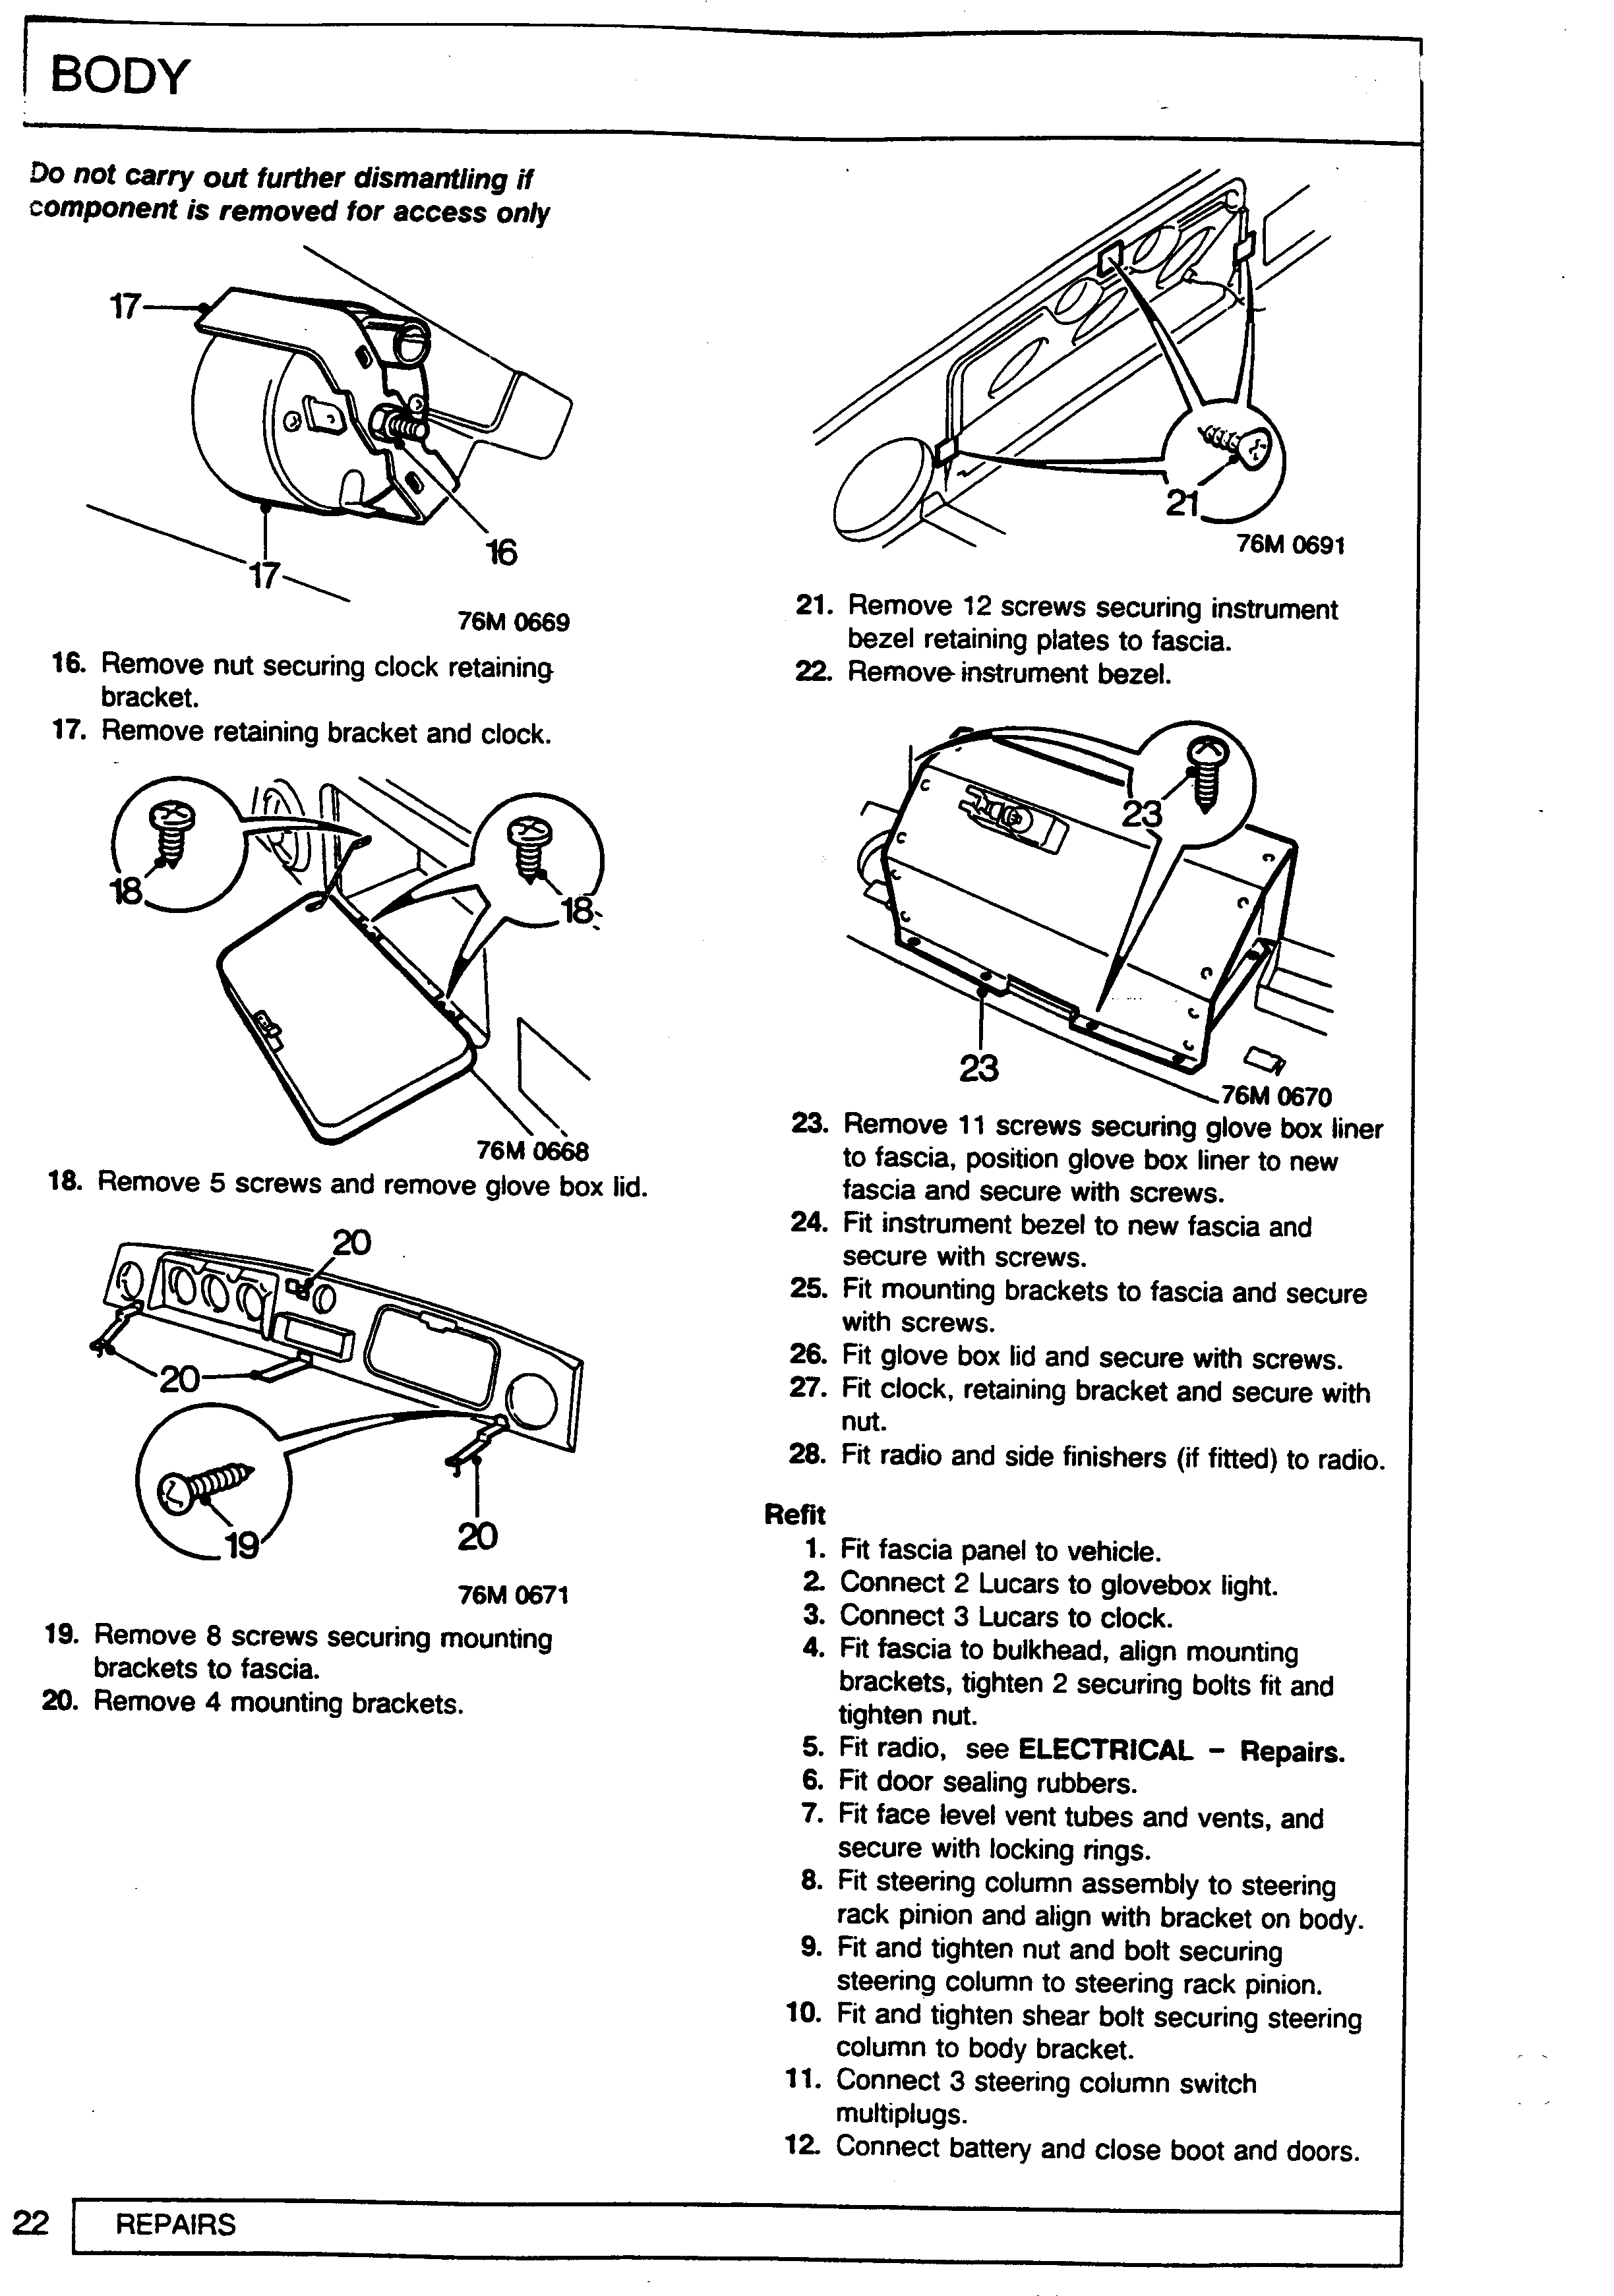 BODY
Do not carry out further dismantling if
component is removed for access only
17
16
17
76M 0669
16. Remove nut securing clock retaining
bracket.
17. Remove retaining bracket and clock.
18
18
76M 0668
18. Remove 5 screws and remove glove box lid.
20
20
19
20
76M 0671
19. Remove 8 screws securing mounting
brackets to fascia.
20. Remove 4 mounting brackets.
21
76M 0691
21. Remove 12 screws securing instrument
bezel retaining plates to fascia.
22. Remove instrument bezel.
23
23
76M 0670
23. Remove 11 screws securing glove box liner
to fascia, position glove box liner to new
fascia and secure with screws.
24. Fit instrument bezel to new fascia and
secure with screws.
25. Fit mounting brackets to fascia and secure
with screws.
26. Fit glove box lid and secure with screws.
27. Fit clock, retaining bracket and secure with
nut.
28. Fit radio and side finishers (if fitted) to radio.
Refit
1. Fit fascia panel to vehicle.
2. Connect 2 Lucars to glovebox light.
3. Connect 3 Lucars to clock.
4. Fit fascia to bulkhead, align mounting
brackets, tighten 2 securing bolts fit and
tighten nut.
5. Fit radio, see ELECTRICAL – Repairs.
6. Fit door sealing rubbers.
7. Fit face level vent tubes and vents, and
secure with locking rings.
8. Fit steering column assembly to steering
rack pinion and align with bracket on body.
9. Fit and tighten nut and bolt securing
steering column to steering rack pinion.
10. Fit and tighten shear bolt securing steering
column to body bracket.
11. Connect 3 steering column switch
multiplugs.
12. Connect battery and close boot and doors.
22
REPAIRS